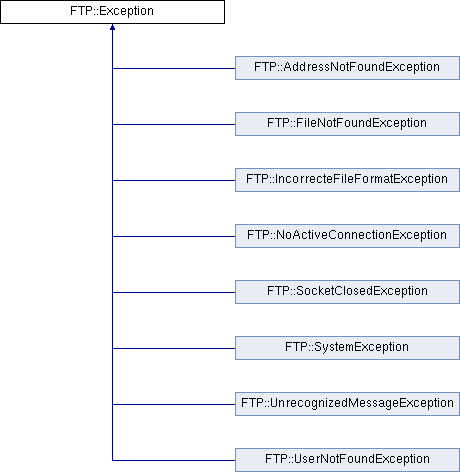 FTP::Exception
FTP::AddressNotFoundException
FTP::FileNotFoundException
FTP::IncorrecteFileFormatException
FTP::NoActiveConnectionException
FTP::SocketClosedException
FTP::SystemException
FTP::UnrecognizedMessageException
FTP::UserNotFoundException